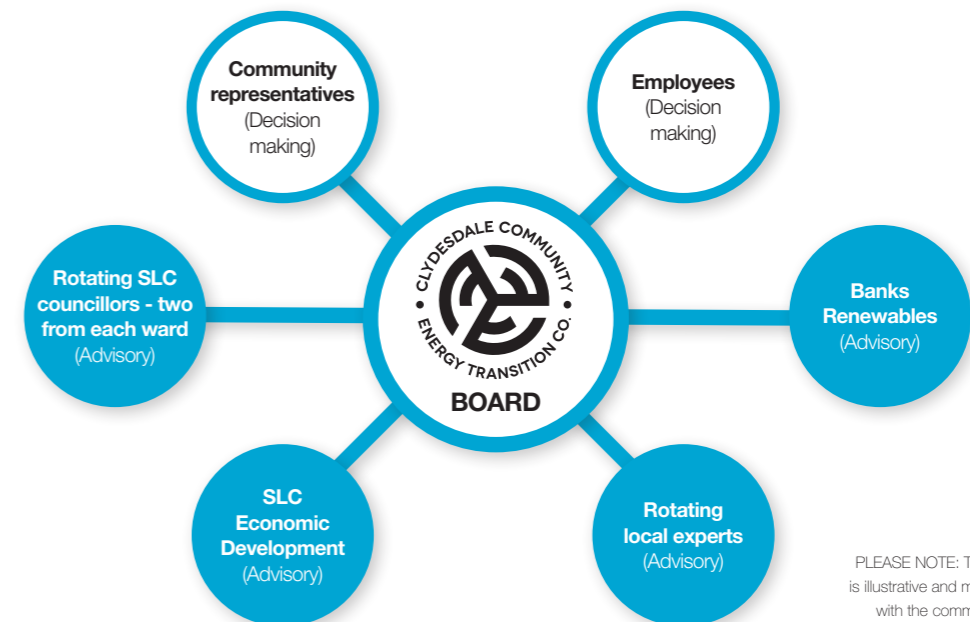 Community
representatives
(Decision
making)
Employees
(Decision
making)
Rotating SLC
councillors - two
from each ward
(Advisory)
• CLYDESDALE COMMUNITY •
ENERGY TRANSITION CO.
BOARD
Banks
Renewables
(Advisory)
SLC
Economic
Development
(Advisory)
Rotating
local experts
(Advisory)
PLEASE NOTE:
is illustrative and
with the